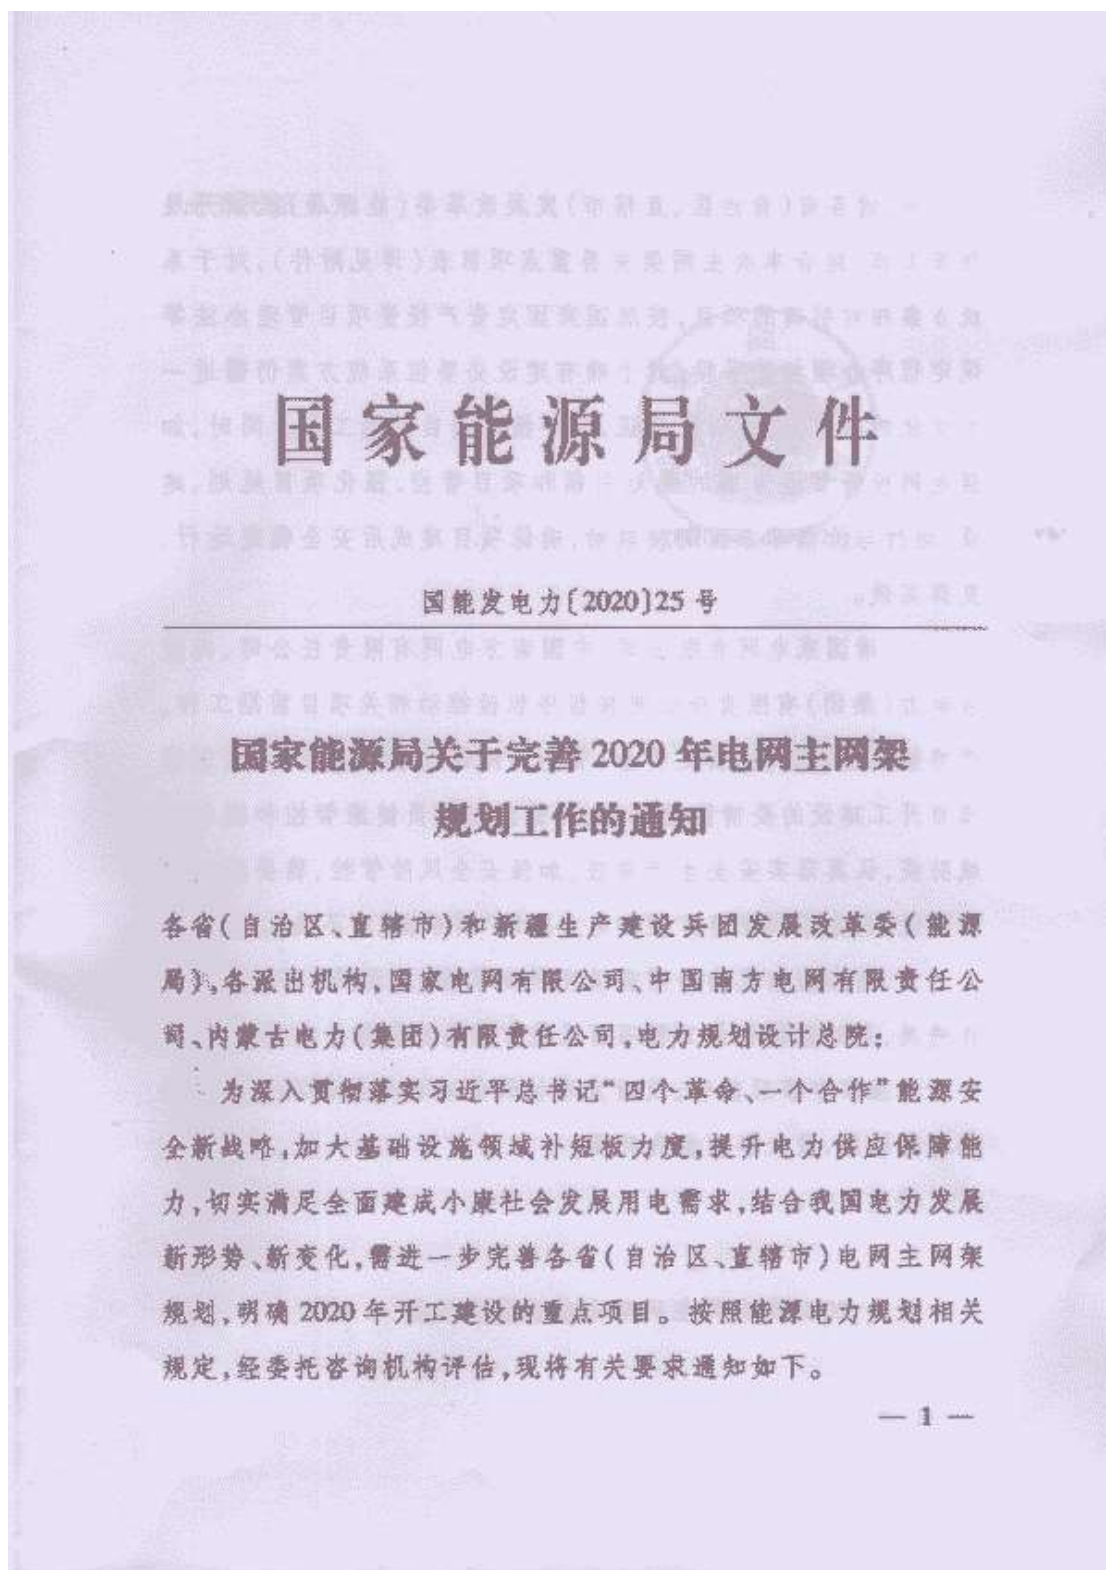 国家能源局文件
国能发电力〔2020〕25号
国家能源局关于完善2020年电网主网架
规划工作的通知
各省(自治区、直辖市)和新疆生产建设兵团发展改革委(能源
局),各派出机构,国家电网有限公司、中国南方电网有限责任公
司、内蒙古电力(集团)有限责任公司,电力规划设计总院:
为深入贯彻落实习近平总书记“四个革命、一个合作”能源安
全新战略,加大基础设施领域补短板力度,提升电力供应保障能
力,切实满足全面建成小康社会发展用电需求,结合我国电力发展
新形势、新变化,需进一步完善各省(自治区、直辖市)电网主网架
规划,明确2020年开工建设的重点项目。按照能源电力规划相关
规定,经委托咨询机构评估,现将有关要求通知如下。
— 1 —